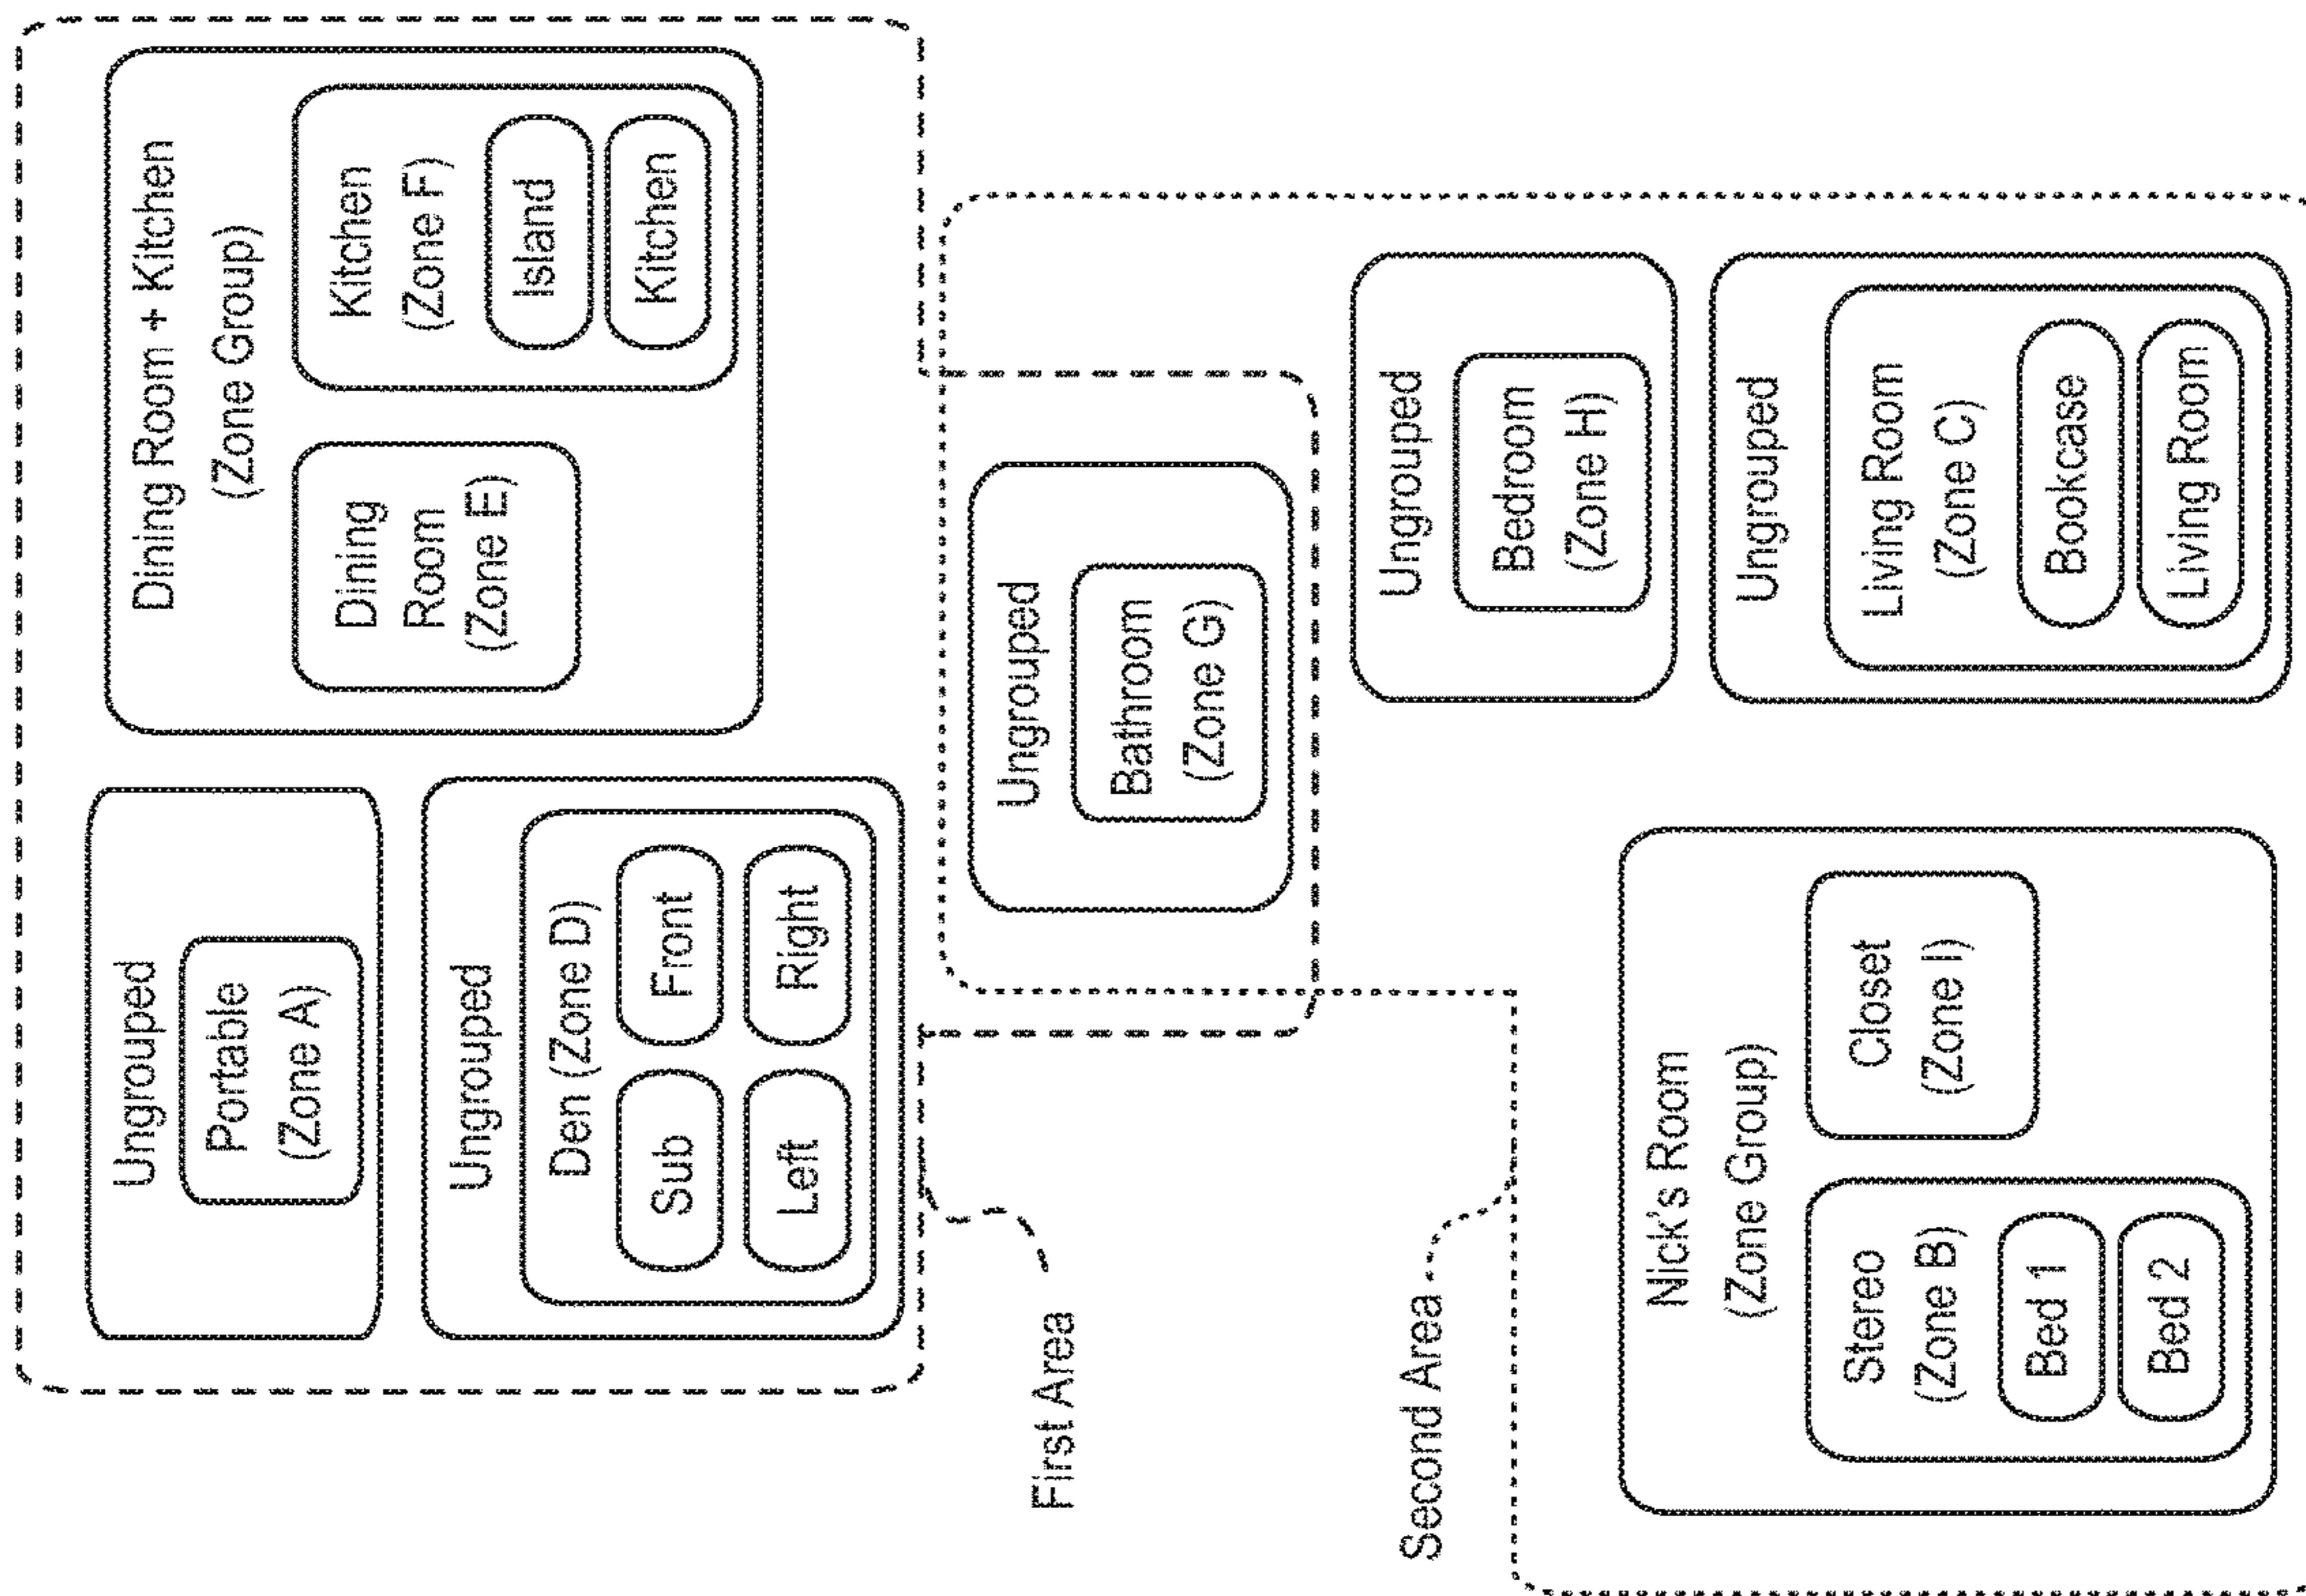 Ungrouped
Portable
(Zone A)
Ungrouped
Den (Zone D)
Sub
Front
Left
Right
Dining Room + Kitchen
(Zone Group)
Dining
Room
(Zone E)
Kitchen
(Zone F)
Island
Kitchen
First Area
Ungrouped
Bathroom
(Zone G)
Second Area
Ungrouped
Bedroom
(Zone H)
Nick's Room
(Zone Group)
Stereo
(Zone B)
Bed 1
Bed 2
Closet
(Zone I)
Ungrouped
Living Room
(Zone C)
Bookcase
Living Room